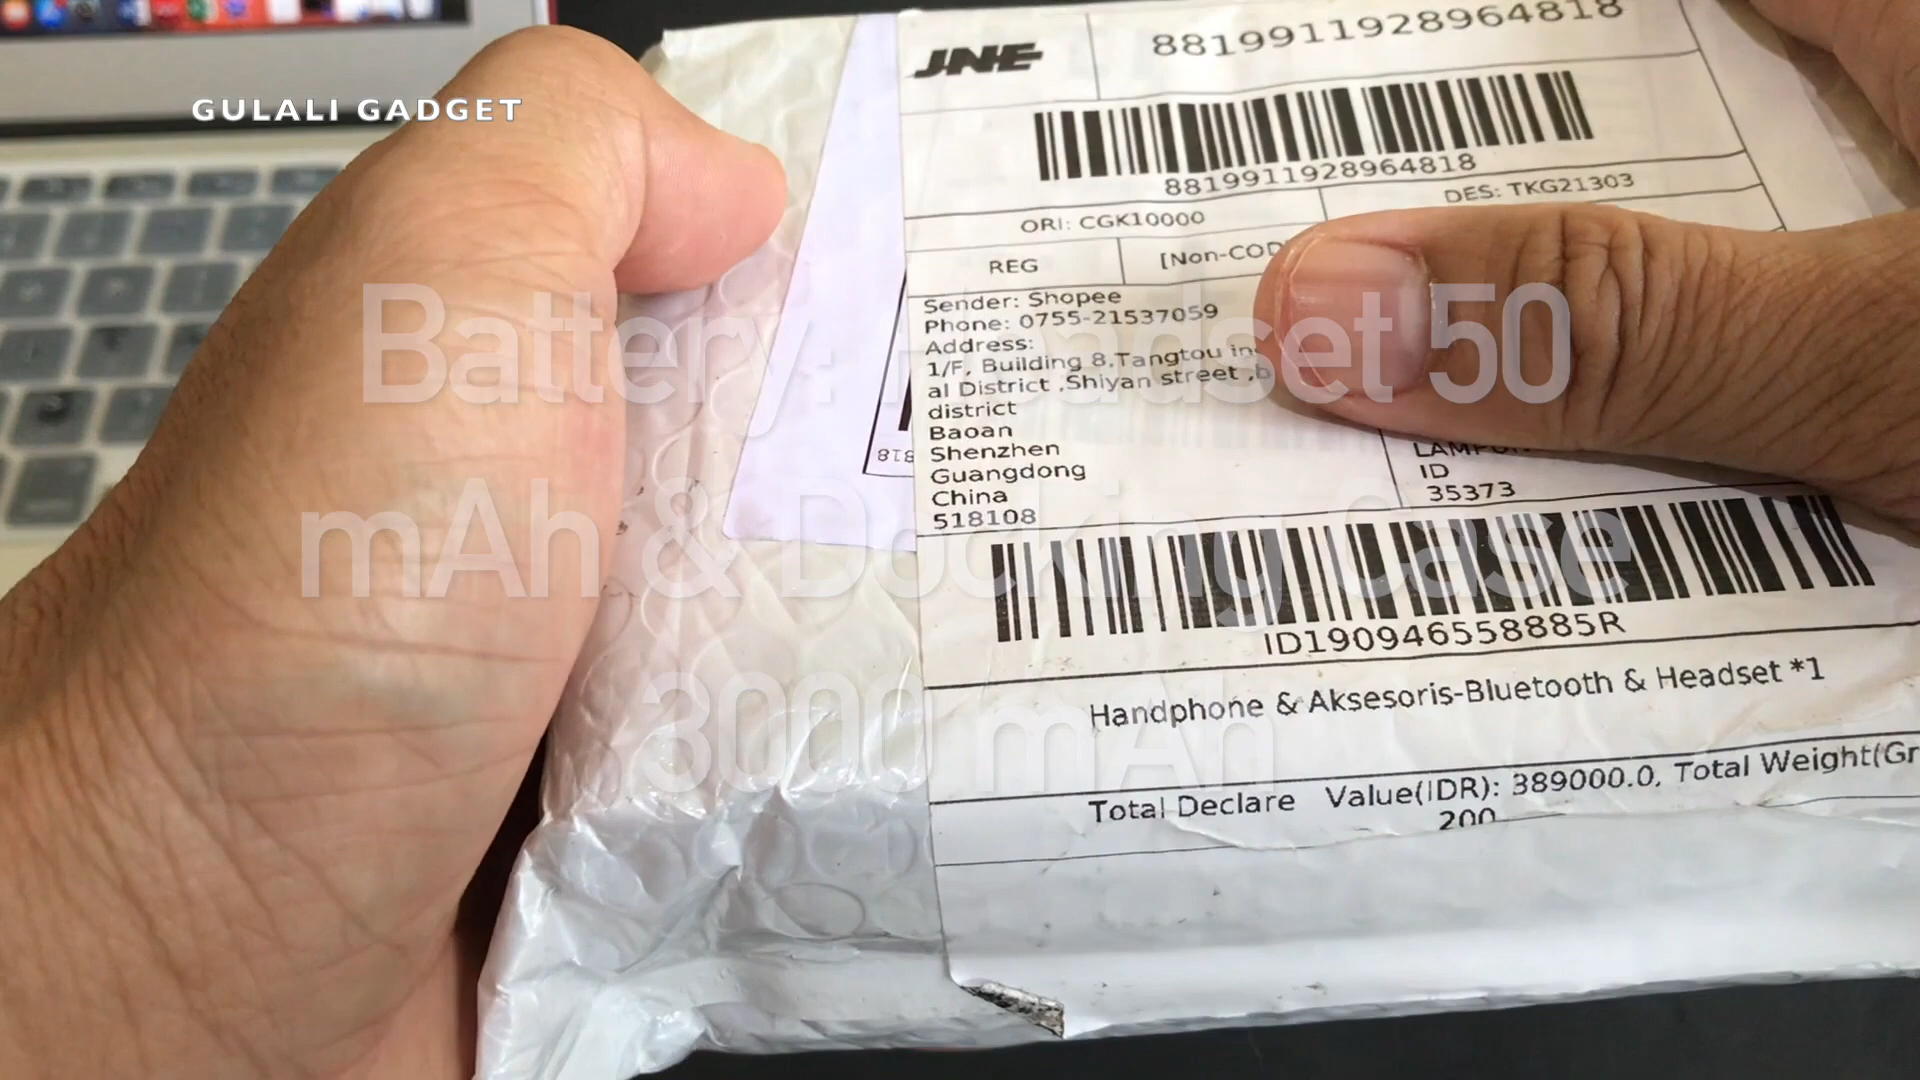 GULALI GADGET
Battery: Headset 50
mAh & Docking Case
3000 mAh
JNE
8819911928964818
8819911928964818
ORI: CGK10000
DES: TKG21303
REG
[Non-COD
Sender: Shopee
Phone: 0755-21537059
Address:
1/F, Building 8,Tangtou in
al District ,Shiyan street ,b
district
Baoan
Shenzhen
Guangdong
China
518108
ID
35373
818
ID190946558885R
Handphone & Aksesoris-Bluetooth & Headset *1
Total Declare Value(IDR): 389000.0, Total Weight(Gr
200